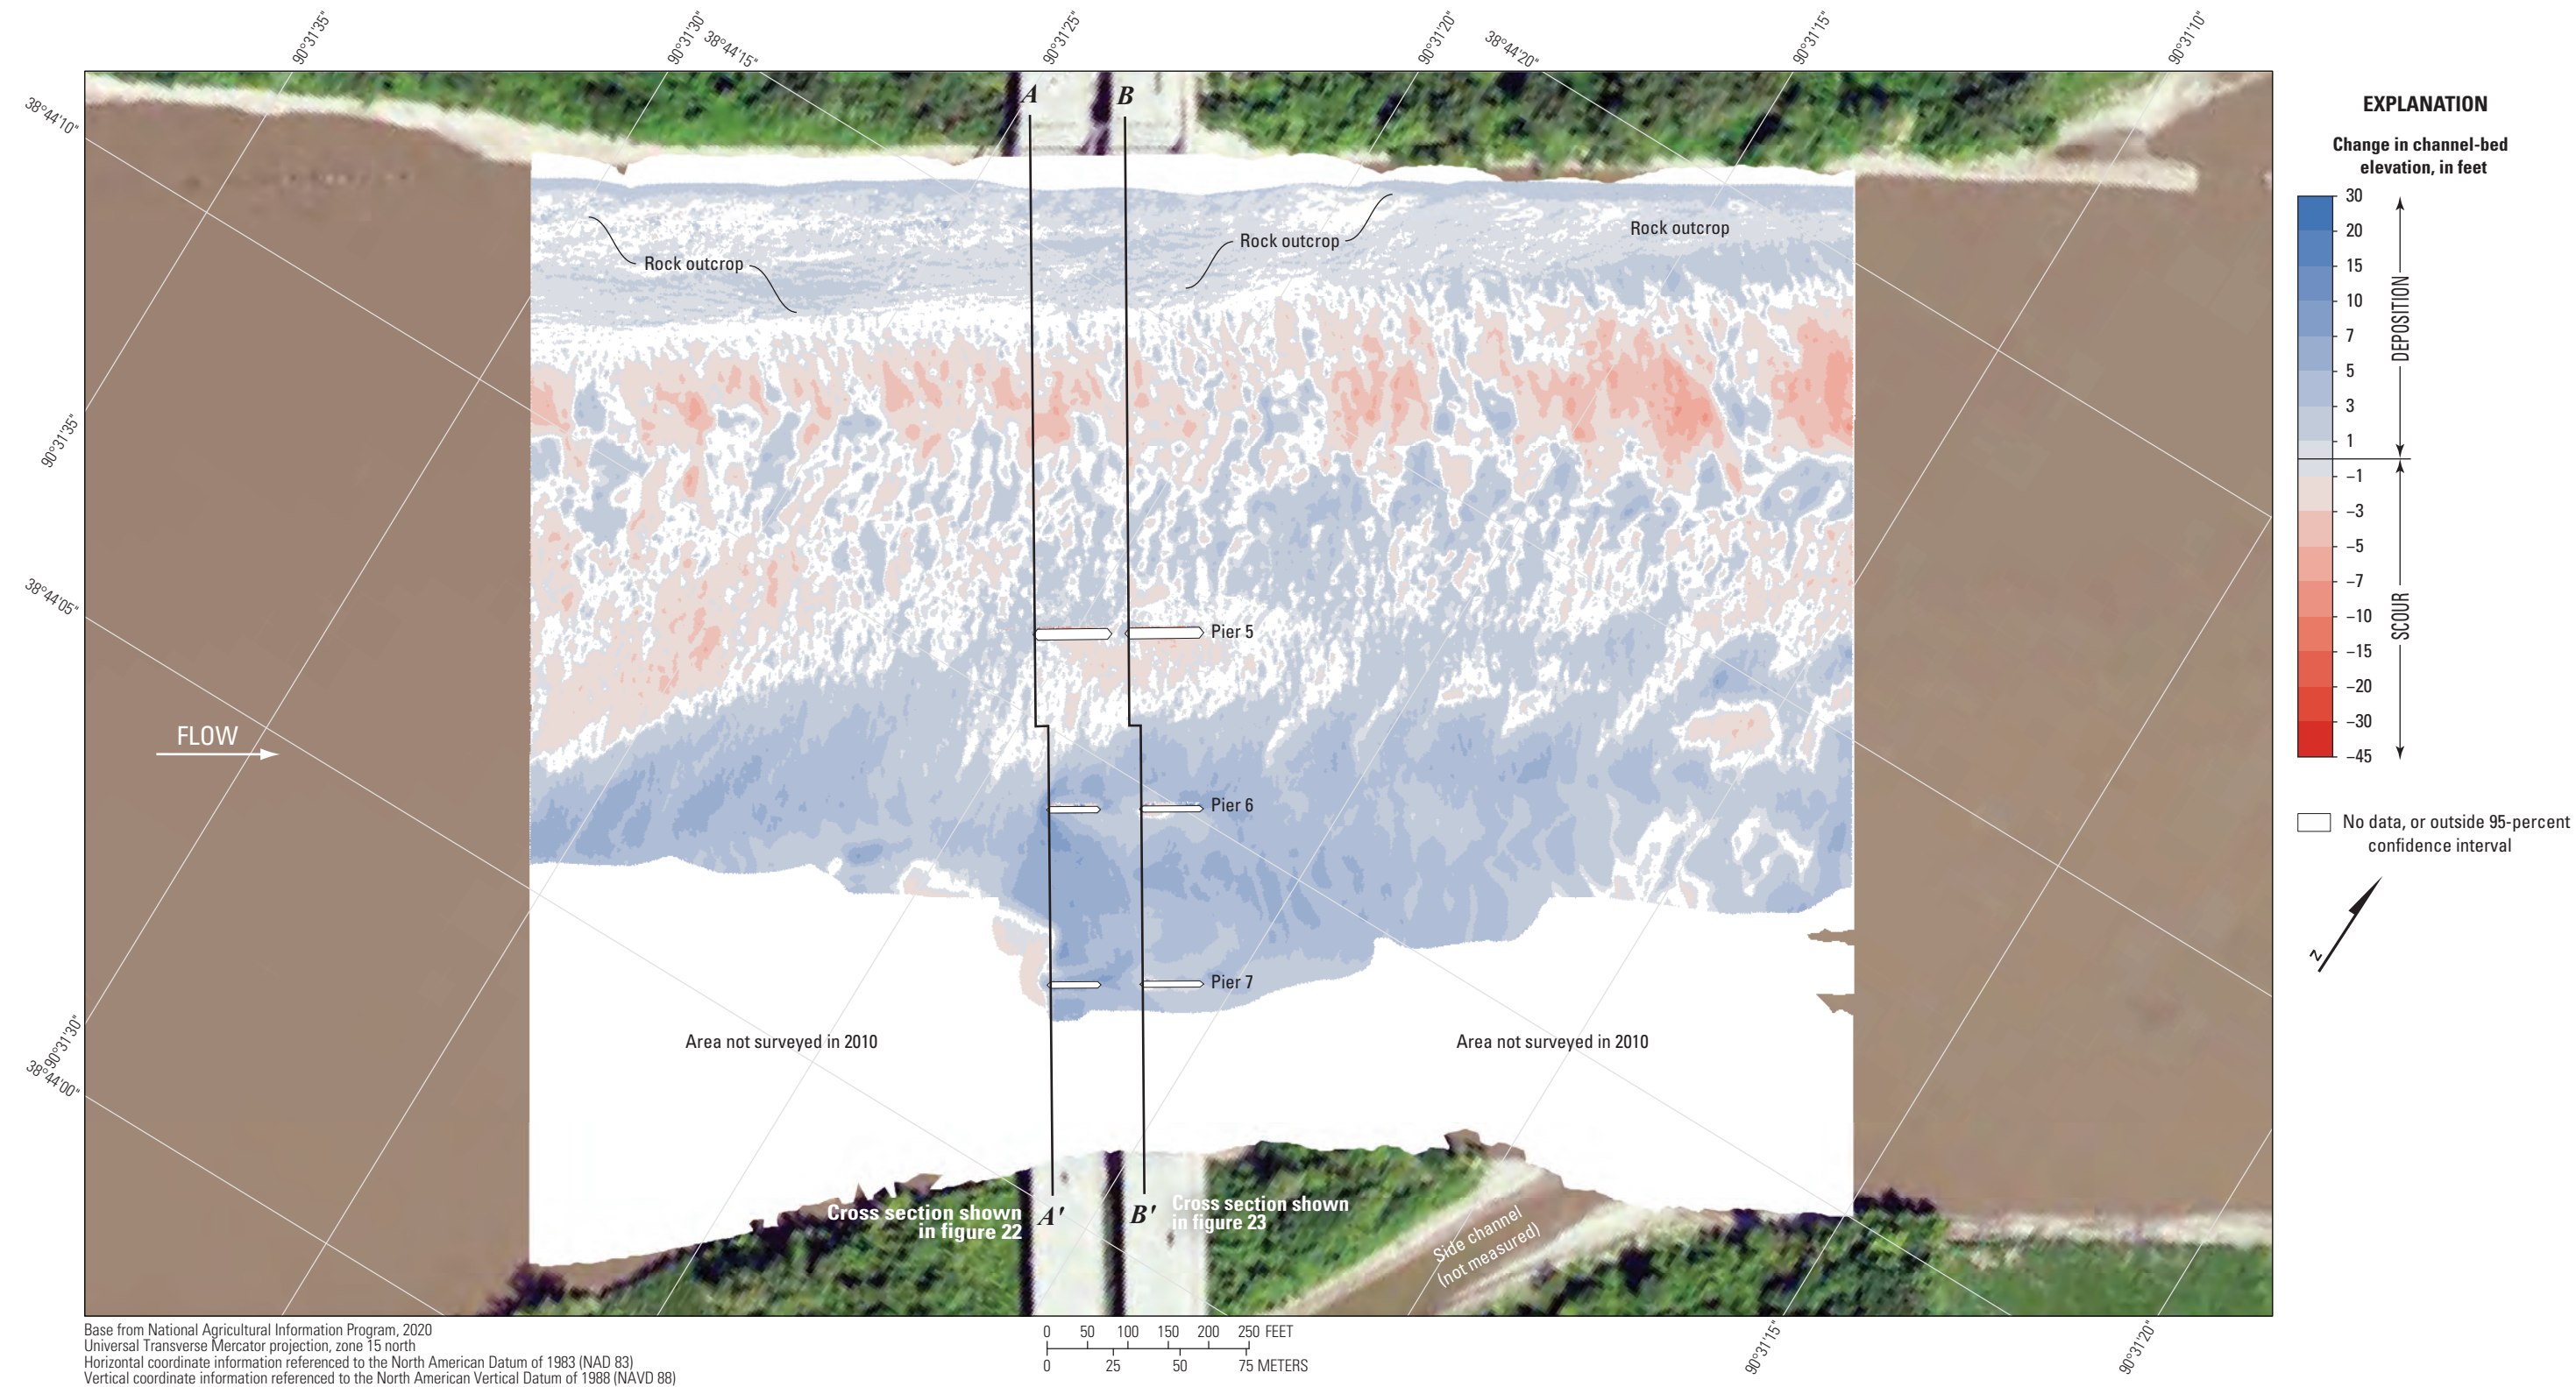 90°31'35"
90°31'30"
38°44'15"
90°31'25"
90°31'20"
38°44'20"
90°31'15"
90°31'10"
38°44'10"
A
B
EXPLANATION
Change in channel-bed
elevation, in feet
30
20
15
10
7
5
3
1
−1
−3
−5
−7
−10
−15
−20
−30
−45
DEPOSITION
SCOUR
No data, or outside 95-percent
confidence interval
N
Rock outcrop
Rock outcrop
Rock outcrop
90°31'35"
38°44'05"
Pier 5
FLOW
Pier 6
Pier 7
90°31'30"
38°44'00"
Area not surveyed in 2010
Area not surveyed in 2010
Cross section shown
in figure 22
A'
B'
Cross section shown
in figure 23
Side channel
(not measured)
90°31'15"
90°31'20"
Base from National Agricultural Information Program, 2020
Universal Transverse Mercator projection, zone 15 north
Horizontal coordinate information referenced to the North American Datum of 1983 (NAD 83)
Vertical coordinate information referenced to the North American Vertical Datum of 1988 (NAVD 88)
0 50 100 150 200 250 FEET
0 25 50 75 METERS